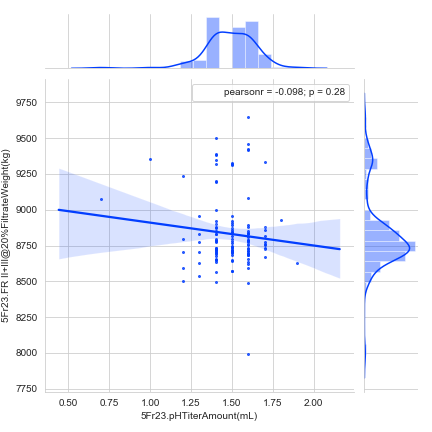 pearsonr = -0.098; p = 0.28
9750
9500
9250
9000
8750
8500
8250
8000
7750
5Fr23.FR II+III@20%FiltrateWeight(kg)
0.50 0.75 1.00 1.25 1.50 1.75 2.00
5Fr23.pHTiterAmount(mL)